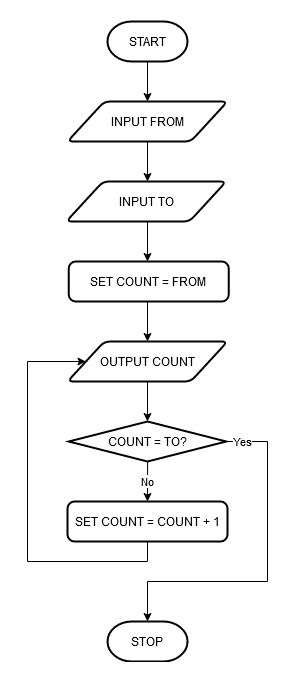 START
INPUT FROM
INPUT TO
SET COUNT = FROM
OUTPUT COUNT
COUNT = TO?
Yes
No
SET COUNT = COUNT + 1
STOP